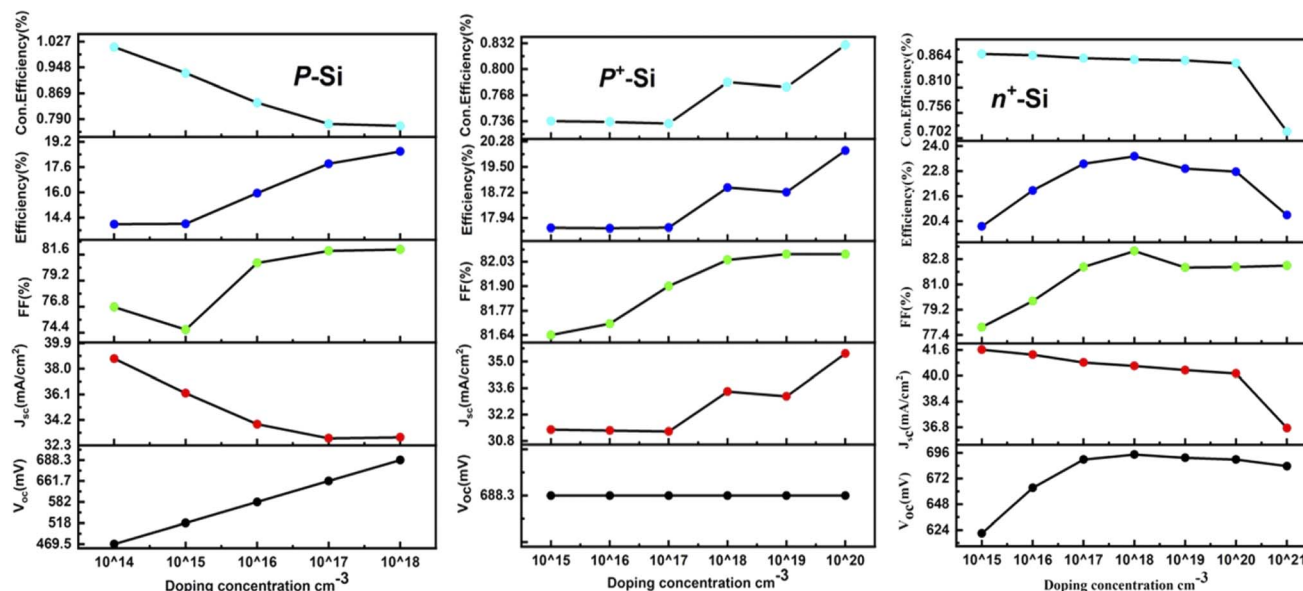 P-Si
Con.Efficiency(%)
1.027
0.948
0.869
0.790
Efficiency(%)
19.2
17.6
16.0
14.4
FF(%)
81.6
79.2
76.8
74.4
Jsc(mA/cm²)
39.9
38.0
36.1
34.2
32.3
Voc(mV)
688.3
661.7
582
518
469.5
10^14 10^15 10^16 10^17 10^18
Doping concentration cm-3
P+-Si
Con.Efficiency(%)
0.832
0.800
0.768
0.736
Efficiency(%)
20.28
19.50
18.72
17.94
FF(%)
82.03
81.90
81.77
81.64
Jsc(mA/cm²)
35.0
33.6
32.2
30.8
VOC(mV)
688.3
10^15 10^16 10^17 10^18 10^19 10^20
Doping concentration cm-3
n+-Si
Con.Efficiency(%)
0.864
0.810
0.756
0.702
Efficiency(%)
24.0
22.8
21.6
20.4
FF(%)
82.8
81.0
79.2
77.4
Jsc(mA/cm²)
41.6
40.0
38.4
36.8
VOC(mV)
696
672
648
624
10^15 10^16 10^17 10^18 10^19 10^20 10^21
Doping concentration cm-3